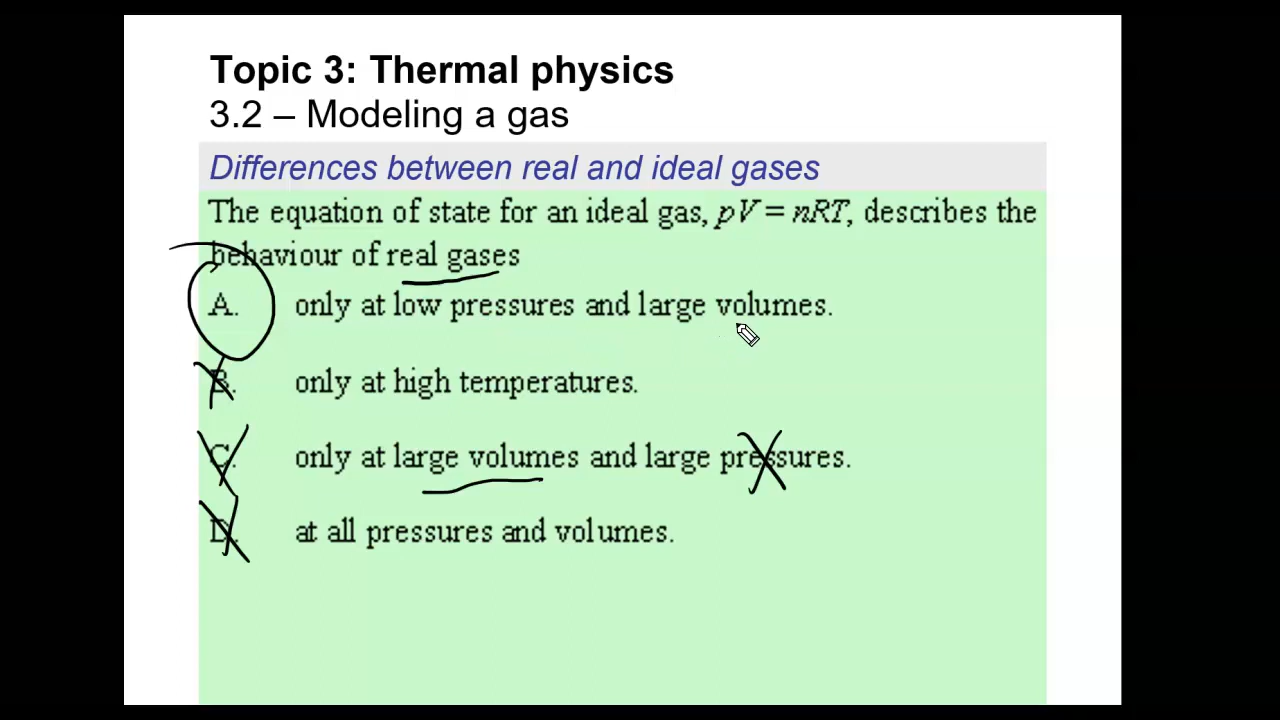 Topic 3: Thermal physics
3.2 – Modeling a gas
Differences between real and ideal gases
The equation of state for an ideal gas, pV = nRT, describes the
behaviour of real gases
A. only at low pressures and large volumes.
B. only at high temperatures.
C. only at large volumes and large pressures.
D. at all pressures and volumes.